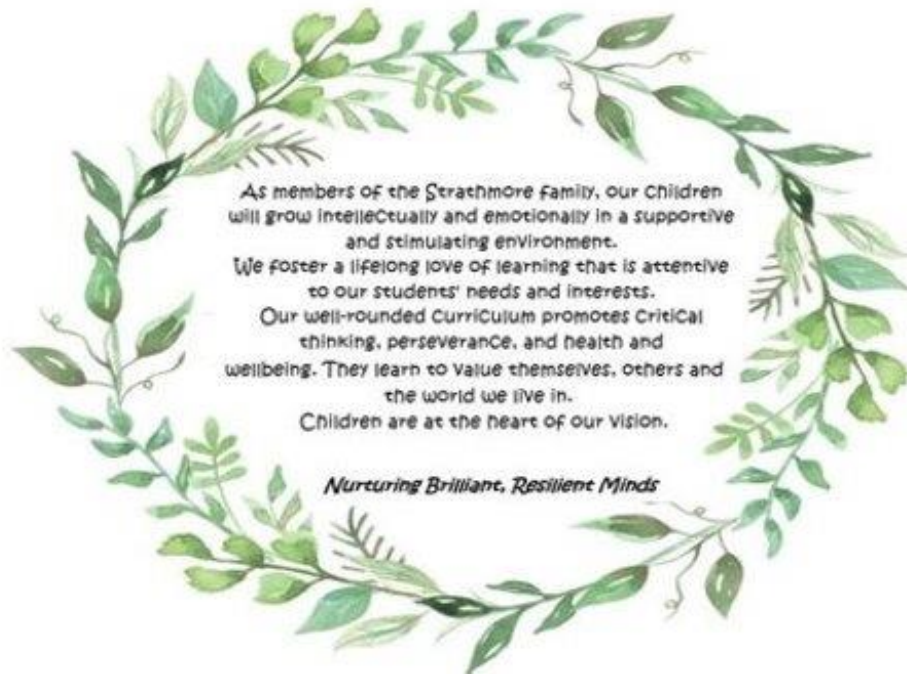 As members of the Strathmore family, our children
will grow intellectually and emotionally in a supportive
and stimulating environment.
We foster a lifelong love of learning that is attentive
to our students' needs and interests.
Our well-rounded curriculum promotes critical
thinking, perseverance, and health and
wellbeing. They learn to value themselves, others and
the world we live in.
Children are at the heart of our vision.
Nurturing Brilliant, Resilient Minds